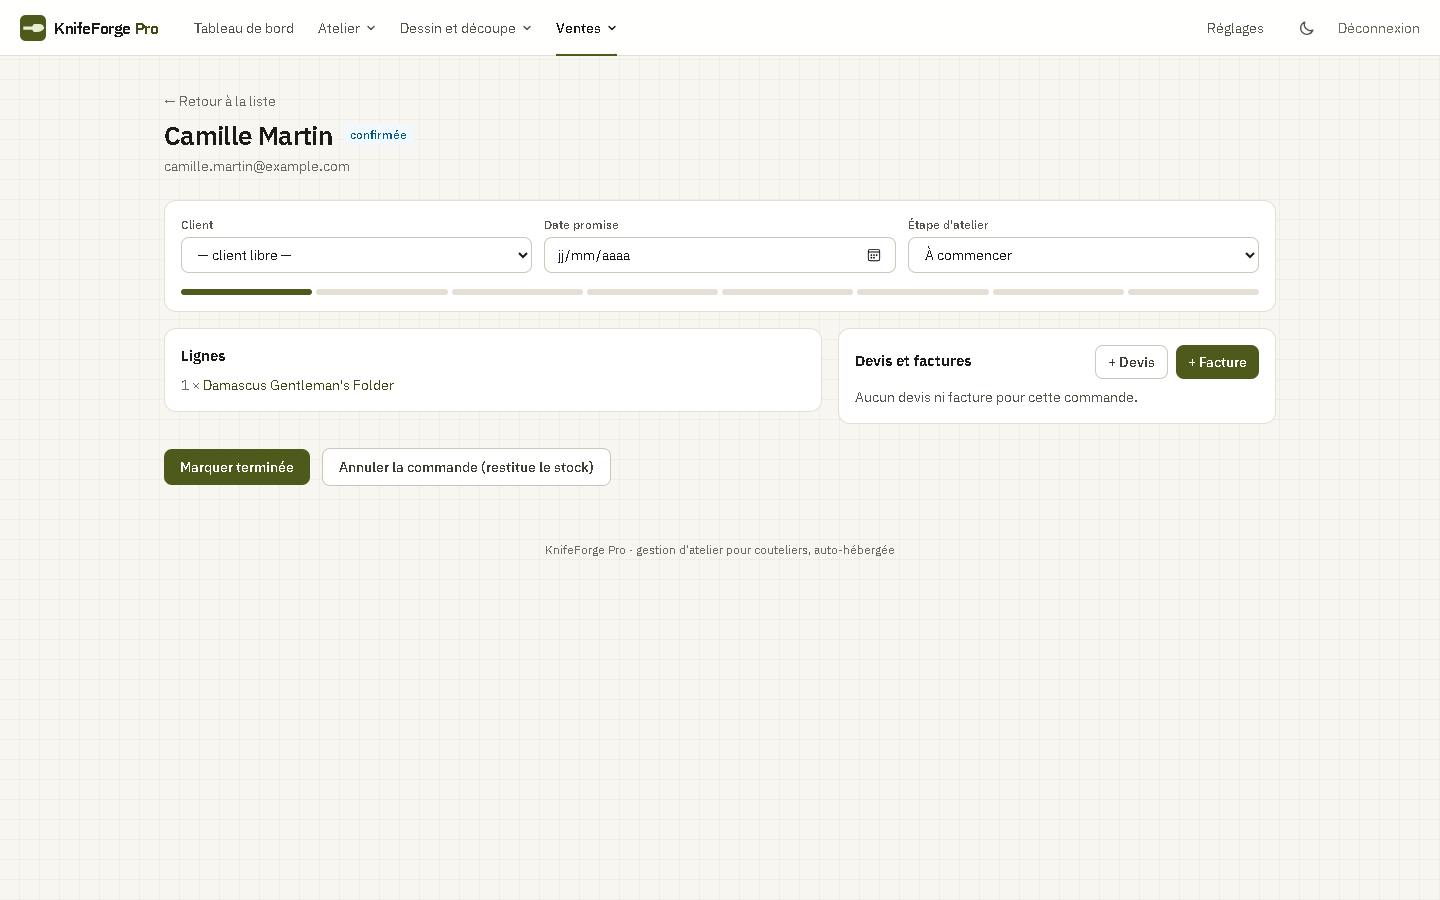 KnifeForge Pro
Tableau de bord
Atelier
Dessin et découpe
Ventes
Réglages
Déconnexion
← Retour à la liste
Camille Martin
confirmée
camille.martin@example.com
Client
Date promise
Étape d'atelier
— client libre —
jj/mm/aaaa
À commencer
Lignes
1 × Damascus Gentleman's Folder
Devis et factures
+ Devis
+ Facture
Aucun devis ni facture pour cette commande.
Marquer terminée
Annuler la commande (restitue le stock)
KnifeForge Pro · gestion d'atelier pour couteliers, auto-hébergée